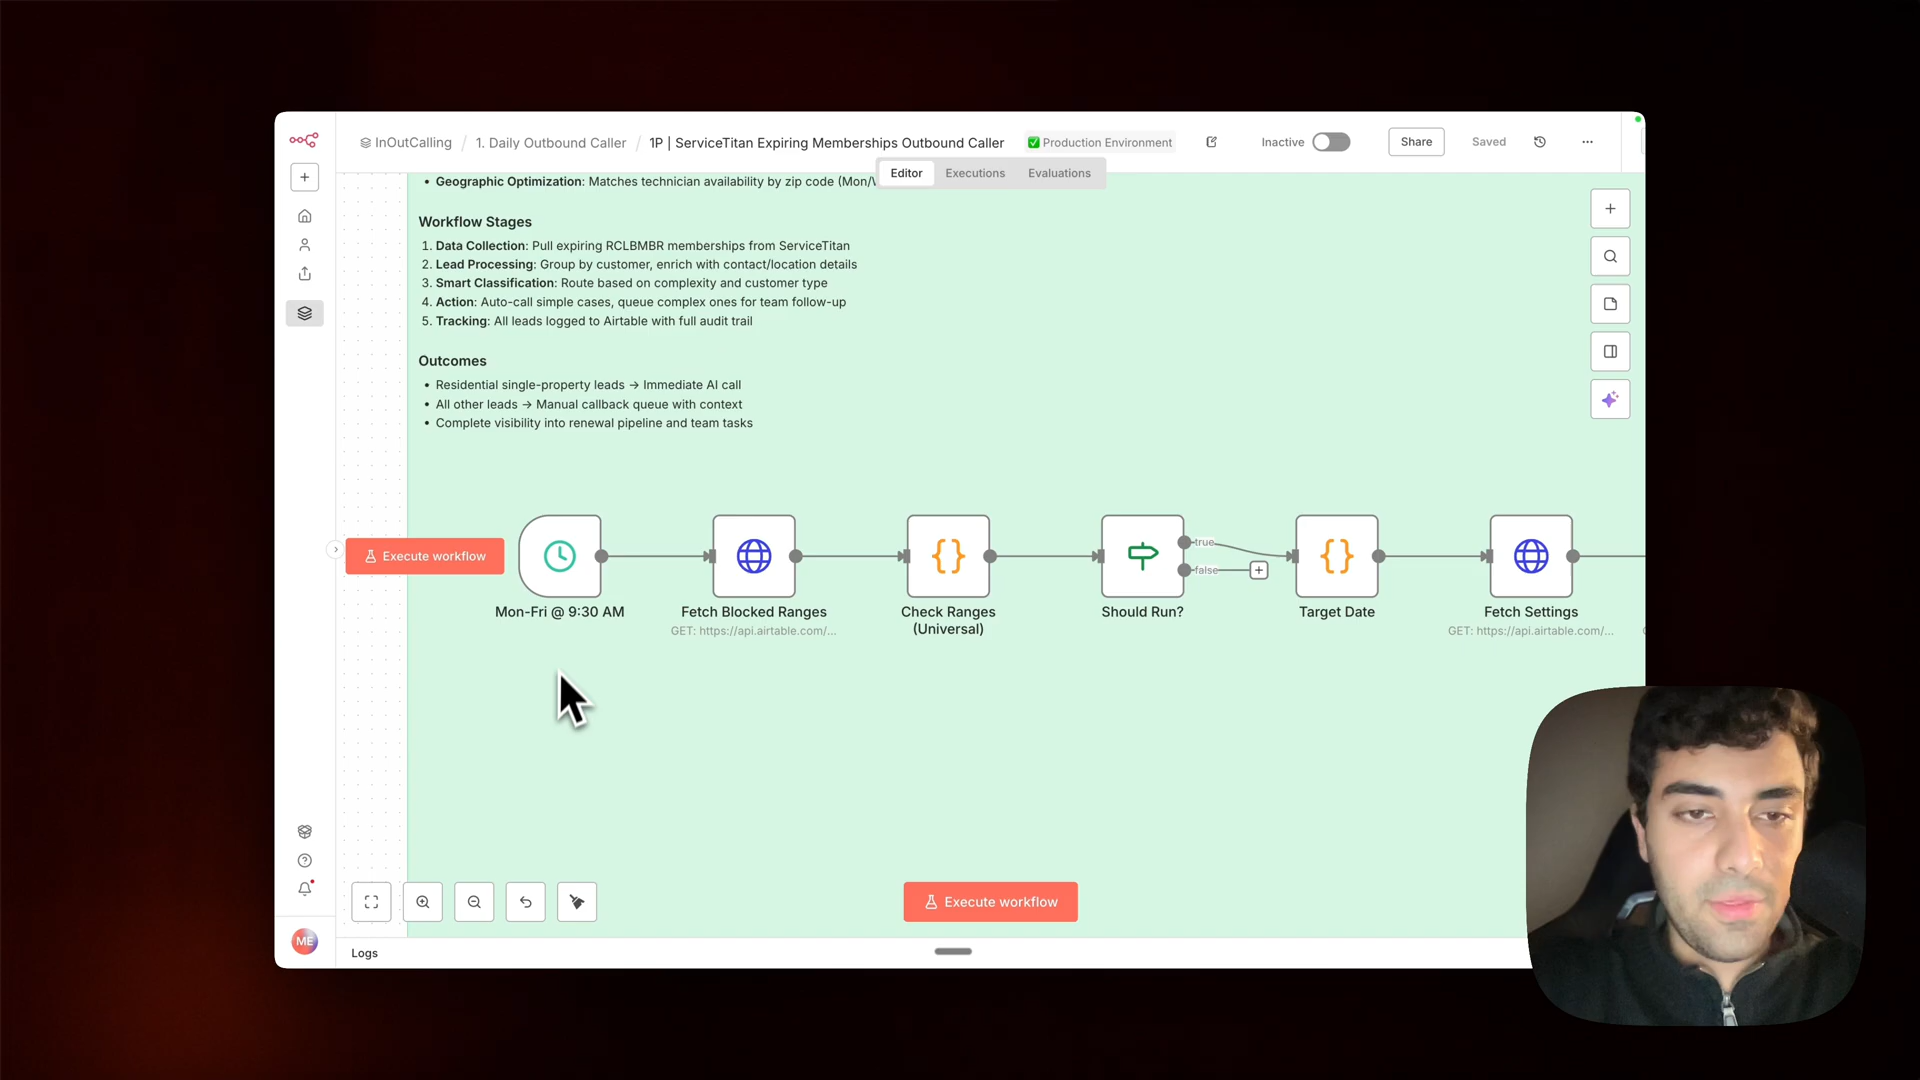 InOutCalling / 1. Daily Outbound Caller / 1P | ServiceTitan Expiring Memberships Outbound Caller ✅ Production Environment Inactive Share Saved
Editor Executions Evaluations
• Geographic Optimization: Matches technician availability by zip code (Mon/
Workflow Stages
1. Data Collection: Pull expiring RCLBMBR memberships from ServiceTitan
2. Lead Processing: Group by customer, enrich with contact/location details
3. Smart Classification: Route based on complexity and customer type
4. Action: Auto-call simple cases, queue complex ones for team follow-up
5. Tracking: All leads logged to Airtable with full audit trail
Outcomes
• Residential single-property leads → Immediate AI call
• All other leads → Manual callback queue with context
• Complete visibility into renewal pipeline and team tasks
true
Execute workflow
false
Mon-Fri @ 9:30 AM Fetch Blocked Ranges Check Ranges Should Run? Target Date Fetch Settings
(Universal)
GET: https://api.airtable.com/... GET: https://api.airtable.com/...
Execute workflow
ME
Logs